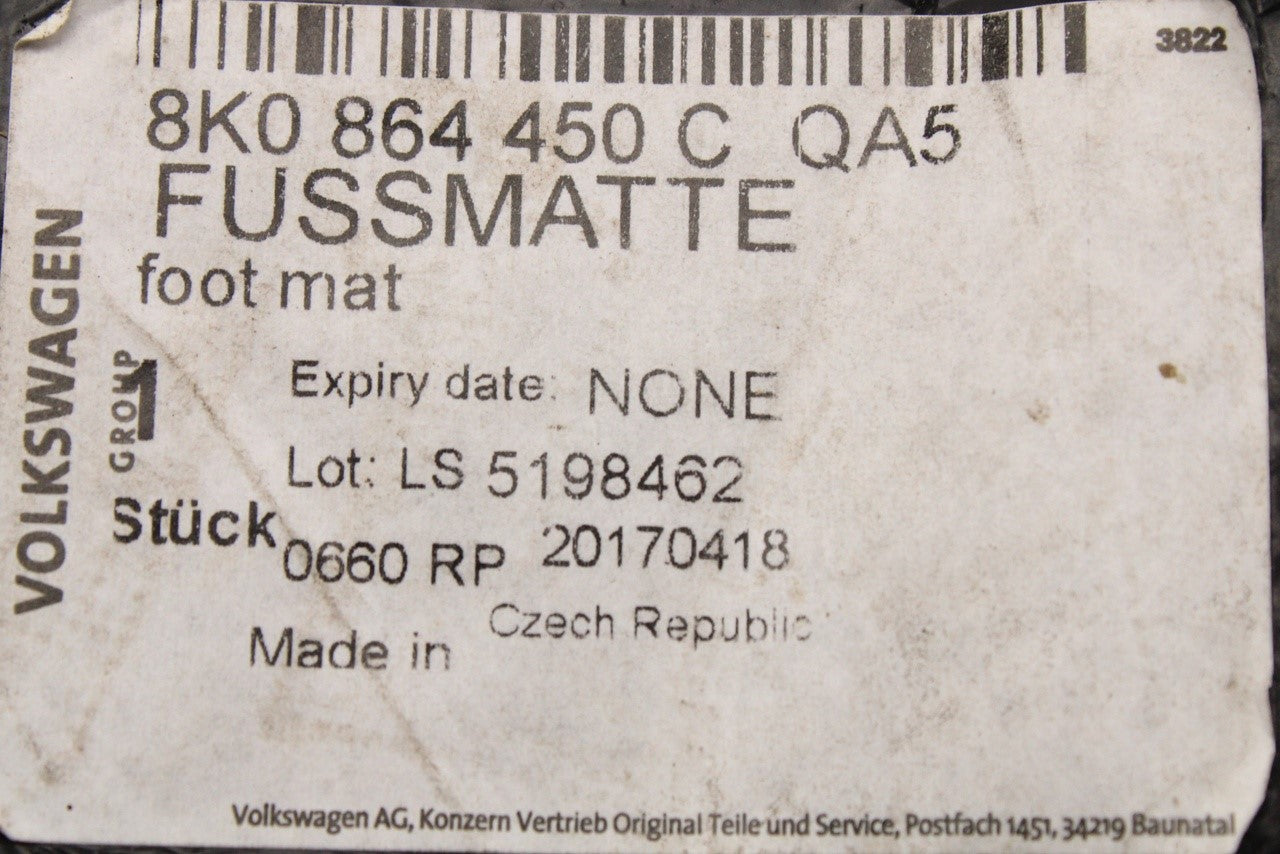 3822
8K0 864 450 C QA5
FUSSMATTE
foot mat
VOLKSWAGEN
GROUP
1
Stück
Expiry date: NONE
Lot: LS 5198462
0660 RP 20170418
Made in Czech Republic
Volkswagen AG, Konzern Vertrieb Original Teile und Service, Postfach 1451, 34219 Baunatal